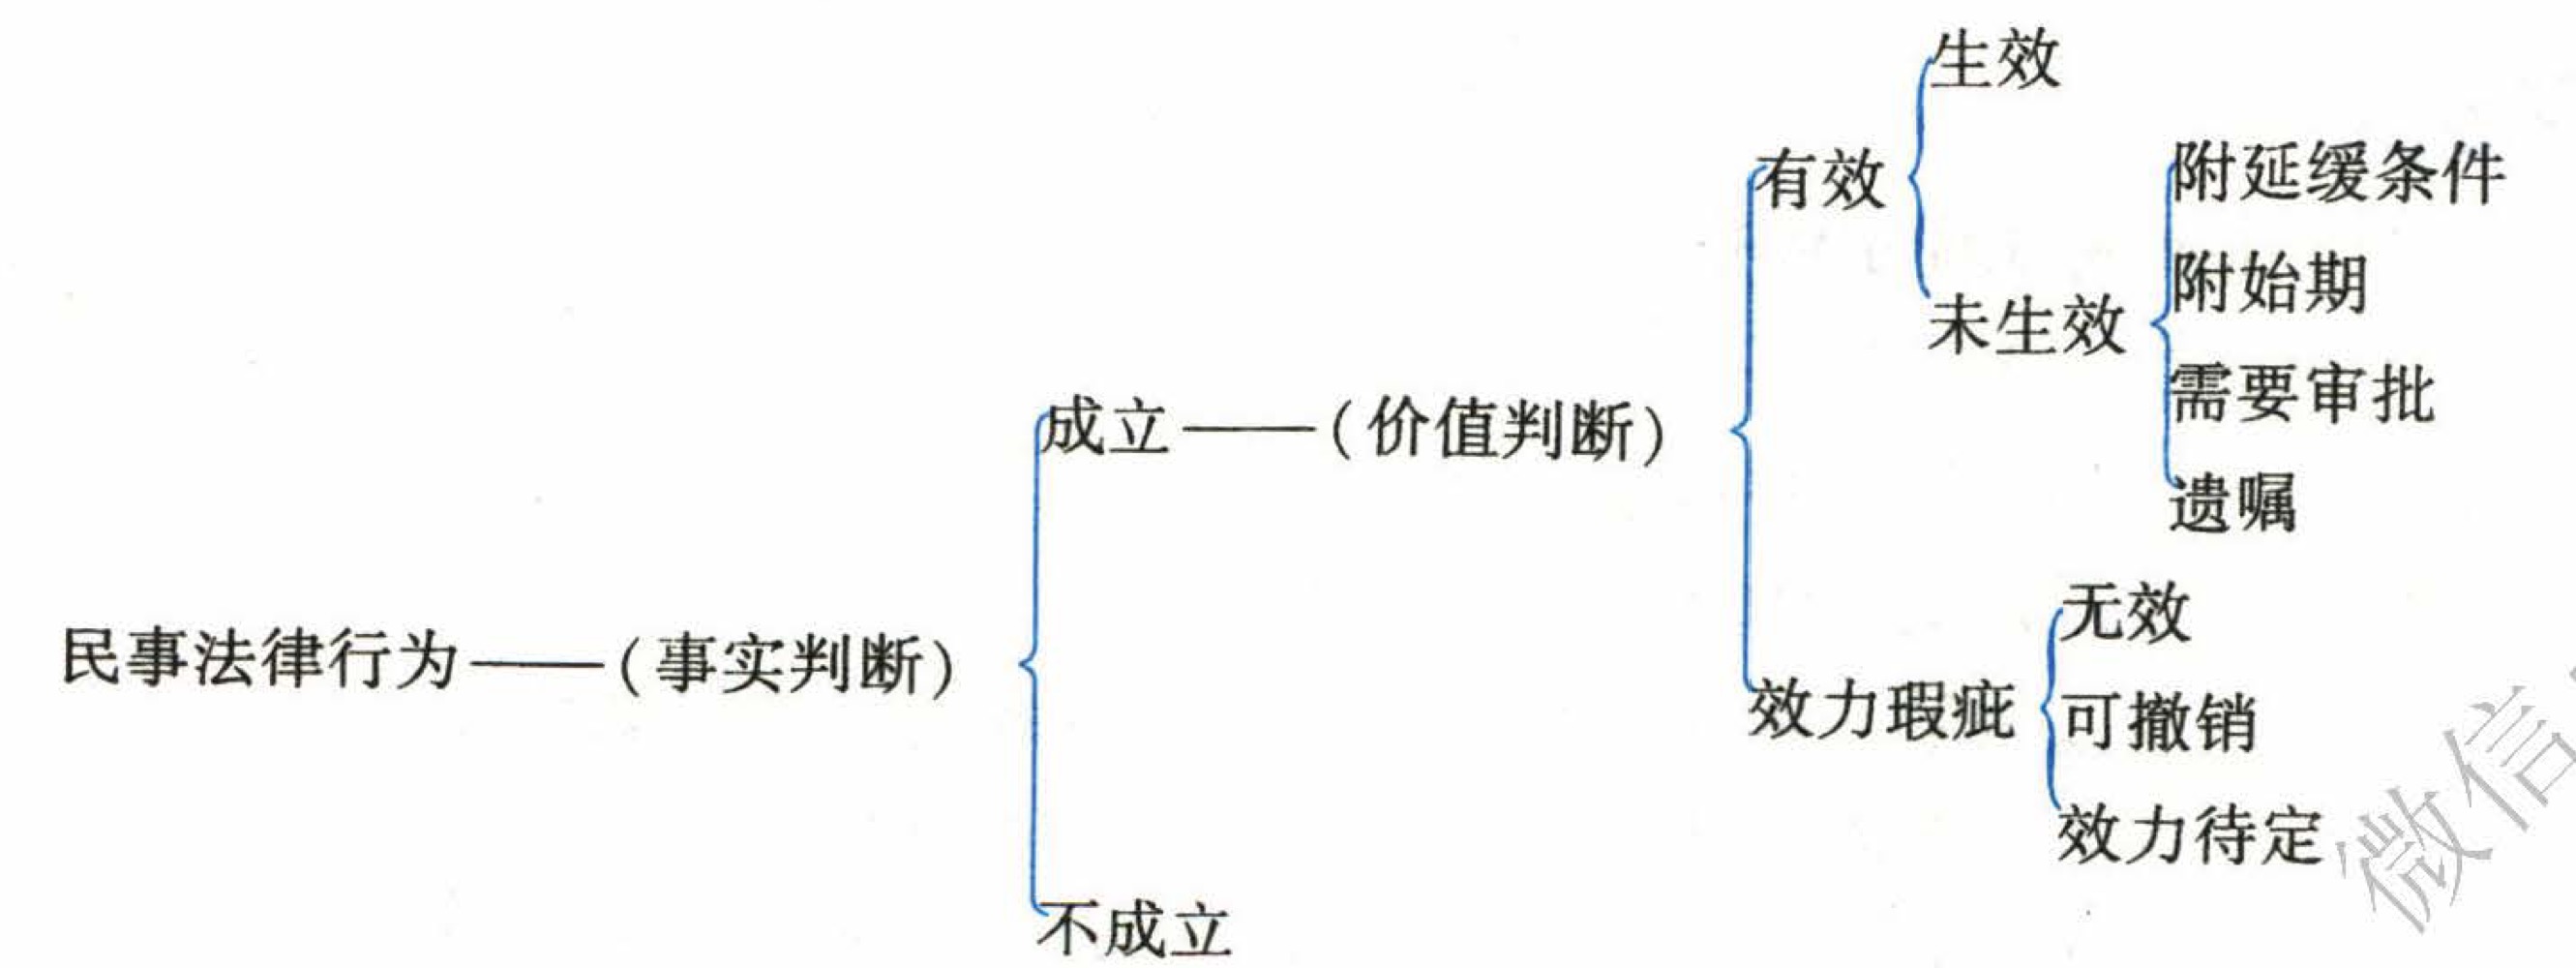 生效
有效
附延缓条件
附始期
未生效
需要审批
成立——(价值判断)
遗嘱
无效
民事法律行为——(事实判断)
效力瑕疵
可撤销
效力待定
不成立
微信